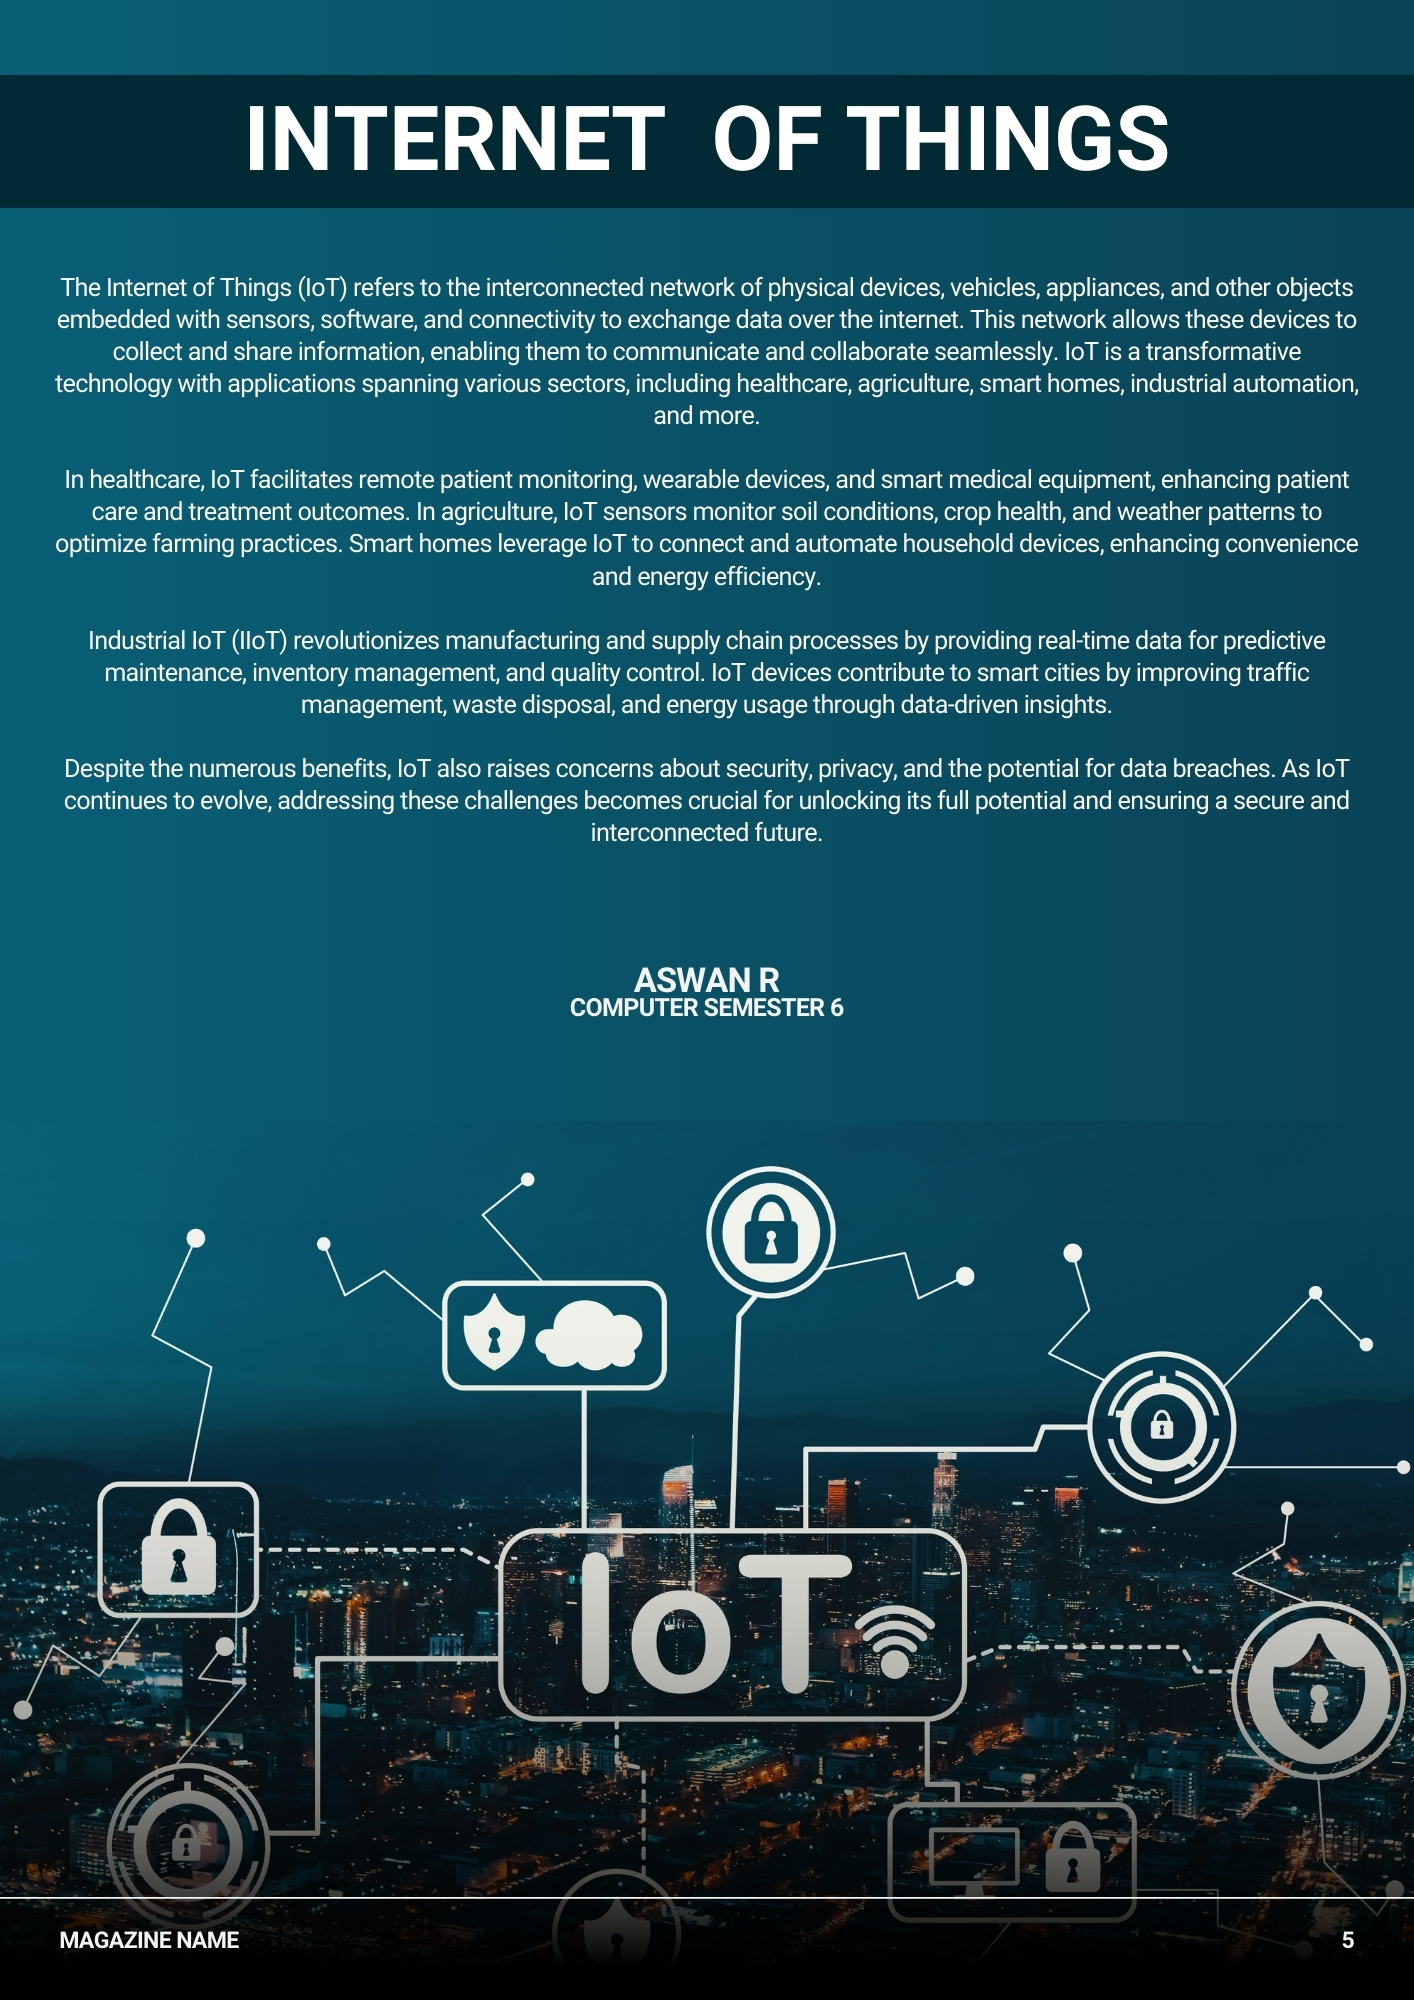 INTERNET  OF THINGS
The Internet of Things (IoT) refers to the interconnected network of physical devices, vehicles, appliances, and other objects
embedded with sensors, software, and connectivity to exchange data over the internet. This network allows these devices to
collect and share information, enabling them to communicate and collaborate seamlessly. IoT is a transformative
technology with applications spanning various sectors, including healthcare, agriculture, smart homes, industrial automation,
and more.
In healthcare, IoT facilitates remote patient monitoring, wearable devices, and smart medical equipment, enhancing patient
care and treatment outcomes. In agriculture, IoT sensors monitor soil conditions, crop health, and weather patterns to
optimize farming practices. Smart homes leverage IoT to connect and automate household devices, enhancing convenience
and energy efficiency.
Industrial IoT (IIoT) revolutionizes manufacturing and supply chain processes by providing real-time data for predictive
maintenance, inventory management, and quality control. IoT devices contribute to smart cities by improving traffic
management, waste disposal, and energy usage through data-driven insights.
Despite the numerous benefits, IoT also raises concerns about security, privacy, and the potential for data breaches. As IoT
continues to evolve, addressing these challenges becomes crucial for unlocking its full potential and ensuring a secure and
interconnected future.
ASWAN R
COMPUTER SEMESTER 6
IoT
MAGAZINE NAME
5